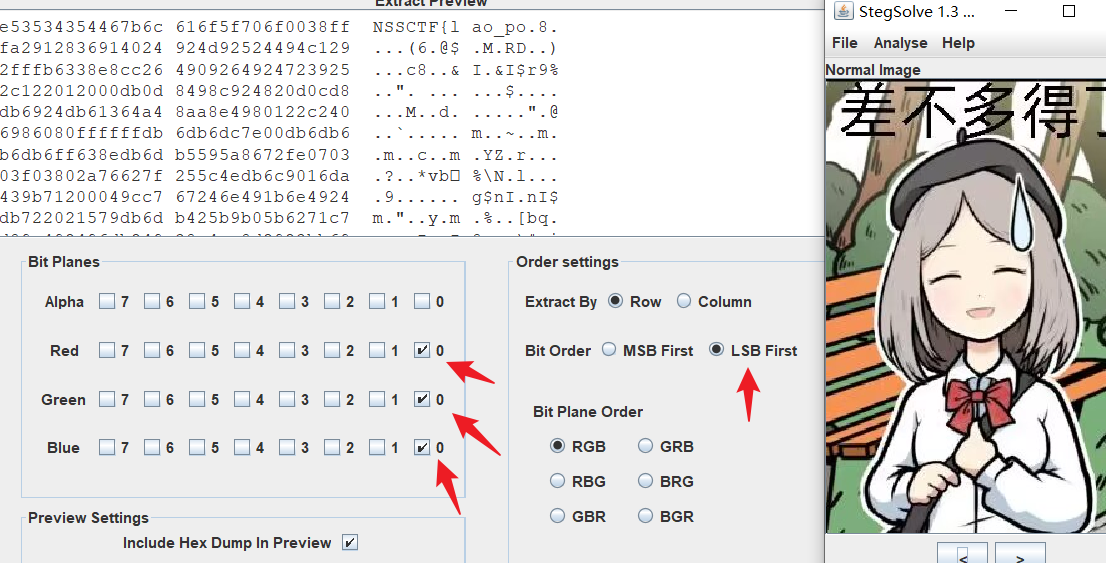 Extract Preview
e53534354467b6c 616f5f706f0038ff NSSCTF{l ao_po.8.
fa2912836914024 924d92524494c129 ...(6.@$ .M.RD..)
2fffb6338e8cc26 4909264924723925 ...c8..& I.&I$r9%
2c122012000db0d 8498c924820d0cd8 ..". ... ...$....
db6924db61364a4 8aa8e4980122c240 ...M..d. .....".@
6986080ffffffdb 6db6dc7e00db6db6 ..`..... m..~..m.
b6db6ff638edb6d b5595a8672fe0703 .m..c..m .YZ.r...
03f03802a76627f 255c4edb6c9016da .?..*vb□ %\N.l...
439b71200049cc7 67246e491b6e4924 .9...... g$nI.nI$
db722021579db6d b425b9b05b6271c7 m."..y.m .%..[bq.
StegSolve 1.3 ...
File Analyse Help
Normal Image
差不多得了
Bit Planes
Alpha 7 6 5 4 3 2 1 0
Red 7 6 5 4 3 2 1 0
Green 7 6 5 4 3 2 1 0
Blue 7 6 5 4 3 2 1 0
Preview Settings
Include Hex Dump In Preview
Order settings
Extract By Row Column
Bit Order MSB First LSB First
Bit Plane Order
RGB GRB
RBG BRG
GBR BGR
< >